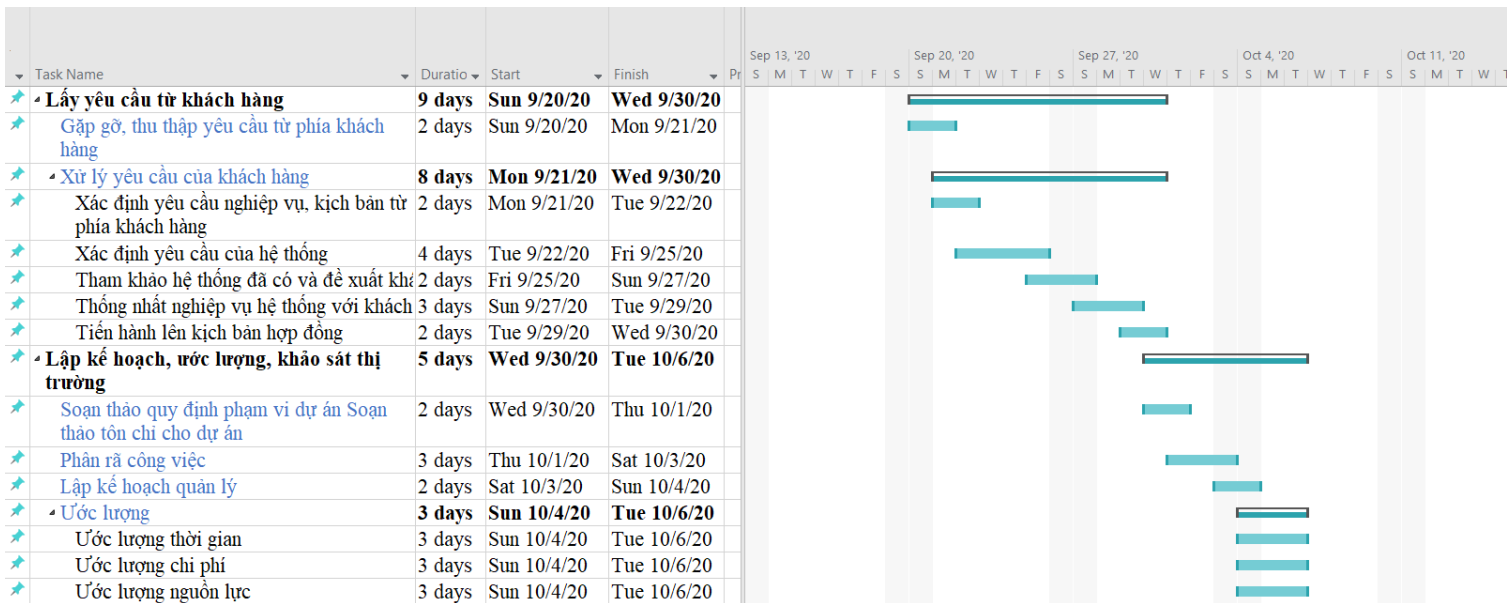 Sep 13, '20 Sep 20, '20 Sep 27, '20 Oct 4, '20 Oct 11, '20
Task Name Duratio Start Finish Pr S M T W T F S S M T W T F S S M T W T F S S M T W T F S S M T W T
Lấy yêu cầu từ khách hàng 9 days Sun 9/20/20 Wed 9/30/20
Gặp gỡ, thu thập yêu cầu từ phía khách 2 days Sun 9/20/20 Mon 9/21/20
hàng
Xử lý yêu cầu của khách hàng 8 days Mon 9/21/20 Wed 9/30/20
Xác định yêu cầu nghiệp vụ, kịch bản từ 2 days Mon 9/21/20 Tue 9/22/20
phía khách hàng
Xác định yêu cầu của hệ thống 4 days Tue 9/22/20 Fri 9/25/20
Tham khảo hệ thống đã có và đề xuất khá 2 days Fri 9/25/20 Sun 9/27/20
Thống nhất nghiệp vụ hệ thống với khách 3 days Sun 9/27/20 Tue 9/29/20
Tiến hành lên kịch bản hợp đồng 2 days Tue 9/29/20 Wed 9/30/20
Lập kế hoạch, ước lượng, khảo sát thị 5 days Wed 9/30/20 Tue 10/6/20
trường
Soạn thảo quy định phạm vi dự án Soạn 2 days Wed 9/30/20 Thu 10/1/20
thảo tôn chỉ cho dự án
Phân rã công việc 3 days Thu 10/1/20 Sat 10/3/20
Lập kế hoạch quản lý 2 days Sat 10/3/20 Sun 10/4/20
Ước lượng 3 days Sun 10/4/20 Tue 10/6/20
Ước lượng thời gian 3 days Sun 10/4/20 Tue 10/6/20
Ước lượng chi phí 3 days Sun 10/4/20 Tue 10/6/20
Ước lượng nguồn lực 3 days Sun 10/4/20 Tue 10/6/20